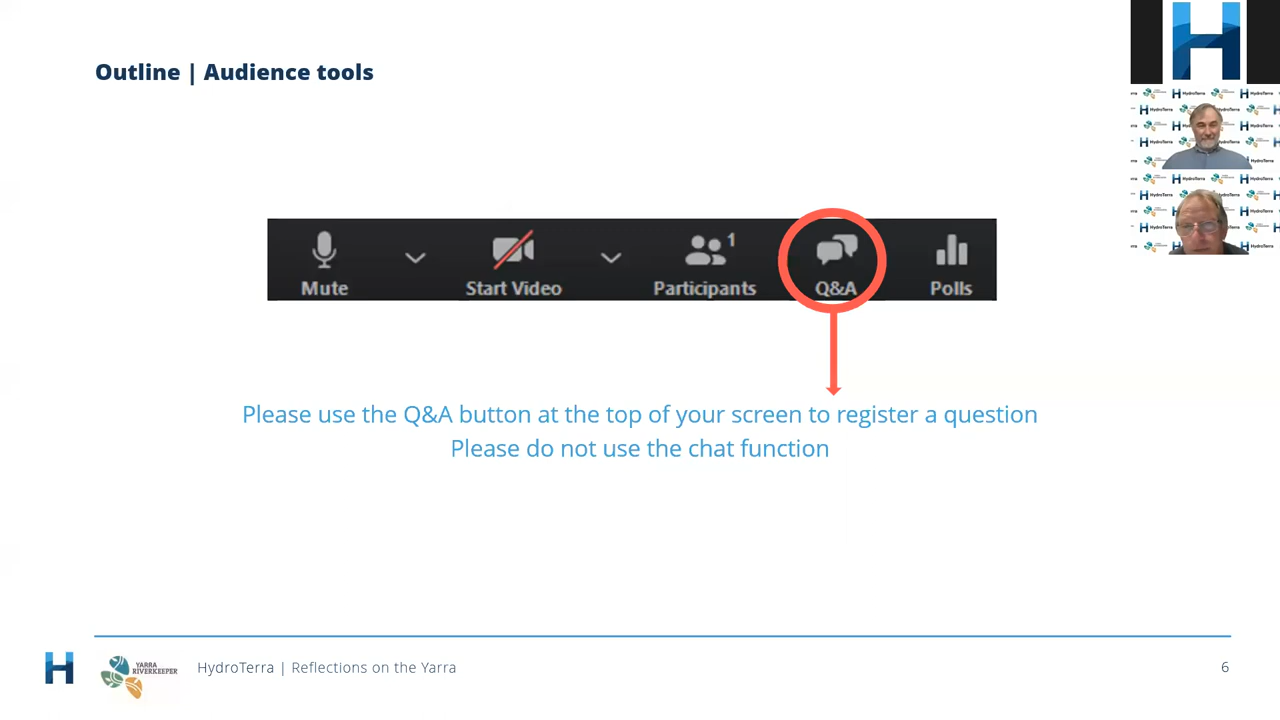 Outline | Audience tools
Mute
Start Video
Participants
1
Q&A
Polls
Please use the Q&A button at the top of your screen to register a question
Please do not use the chat function
YARRA
RIVERKEEPER
HydroTerra | Reflections on the Yarra
6